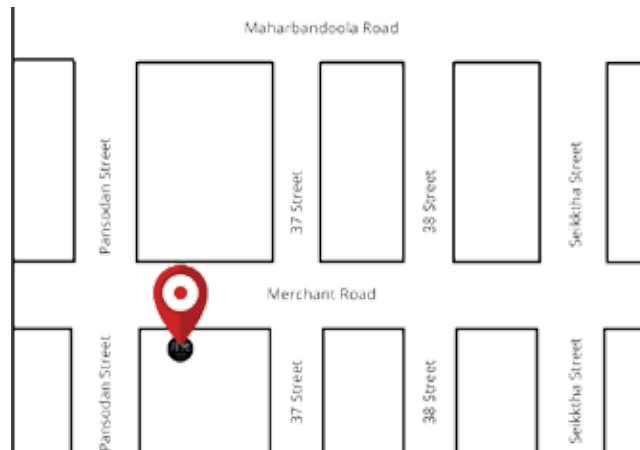 Maharbandoola Road
Pansodan Street
37 Street
38 Street
Seikktha Street
Merchant Road
Pansodan Street
37 Street
38 Street
Seikktha Street